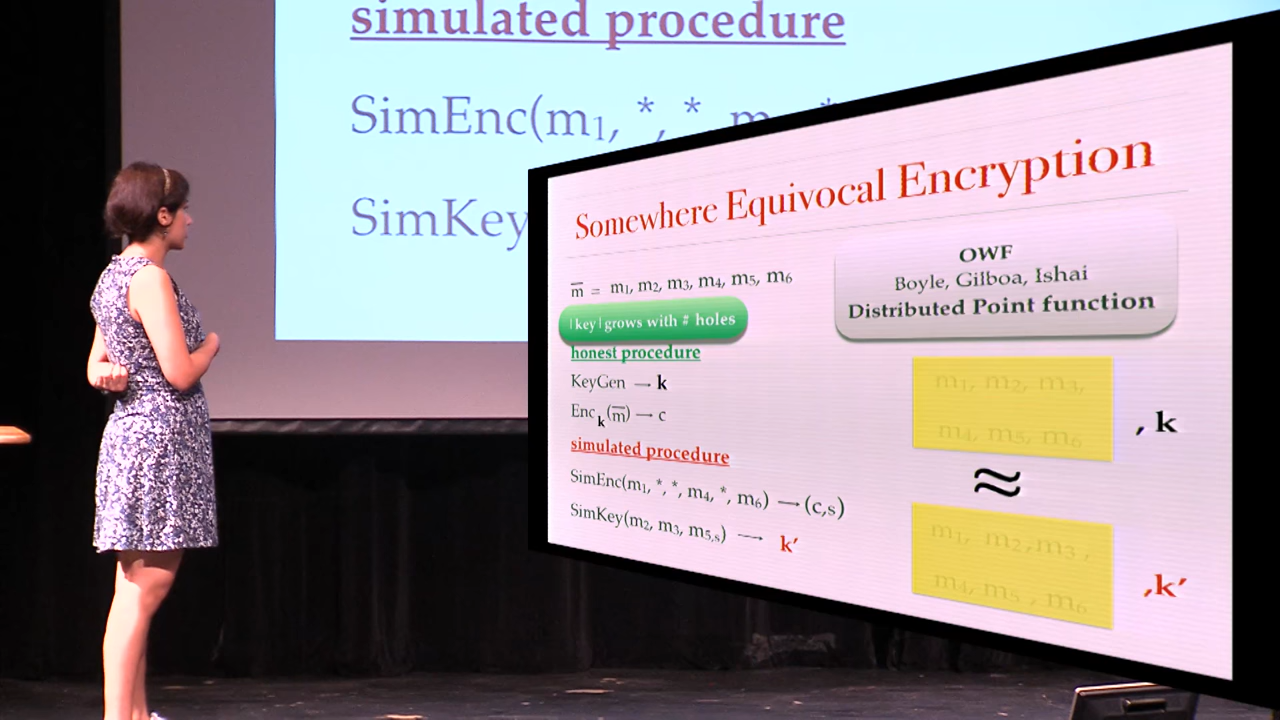 simulated procedure
SimEnc(m1, *, *, m
SimKey
Somewhere Equivocal Encryption
m̅ = m1, m2, m3, m4, m5, m6
|key| grows with # holes
honest procedure
KeyGen → k
Enck(m̅) → c
simulated procedure
SimEnc(m1, *, *, m4, *, m6) → (c,s)
SimKey(m2, m3, m5,s) → k′
OWF
Boyle, Gilboa, Ishai
Distributed Point function
m1, m2, m3,
m4, m5, m6
, k
≈
m1, m2,m3 ,
m4, m5 , m6
,k′